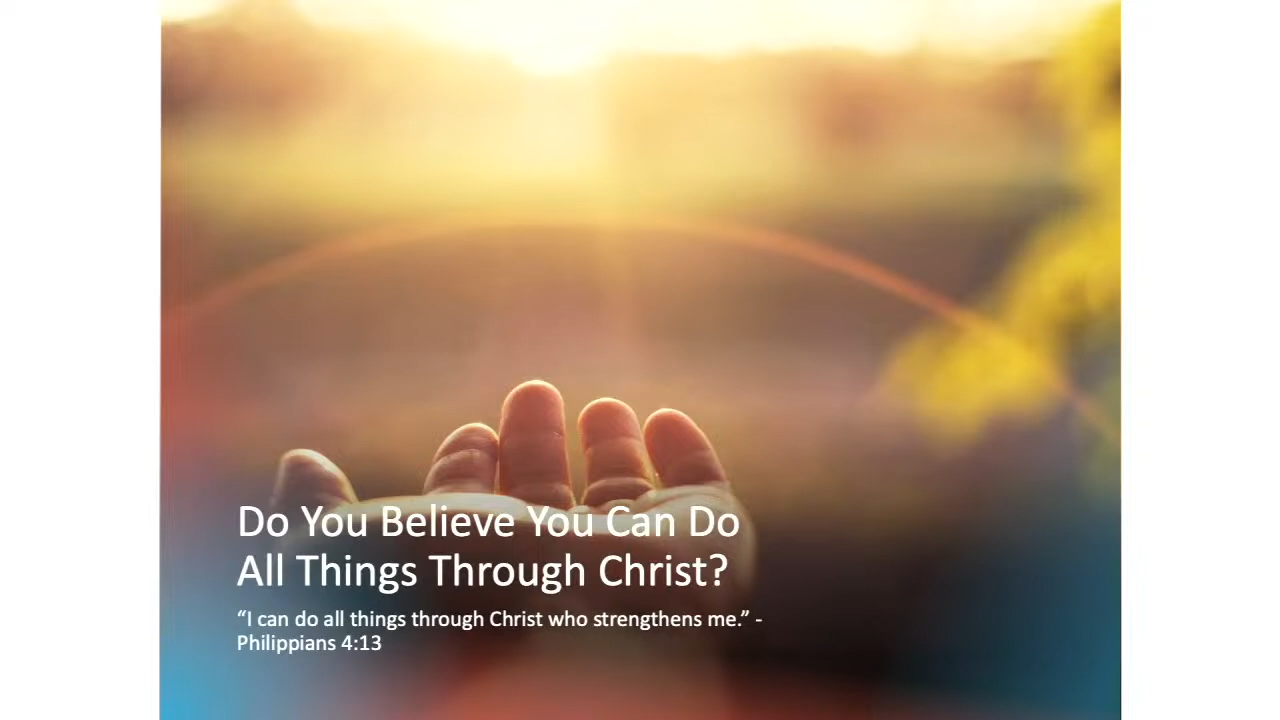 Do You Believe You Can Do
All Things Through Christ?
“I can do all things through Christ who strengthens me.” -
Philippians 4:13